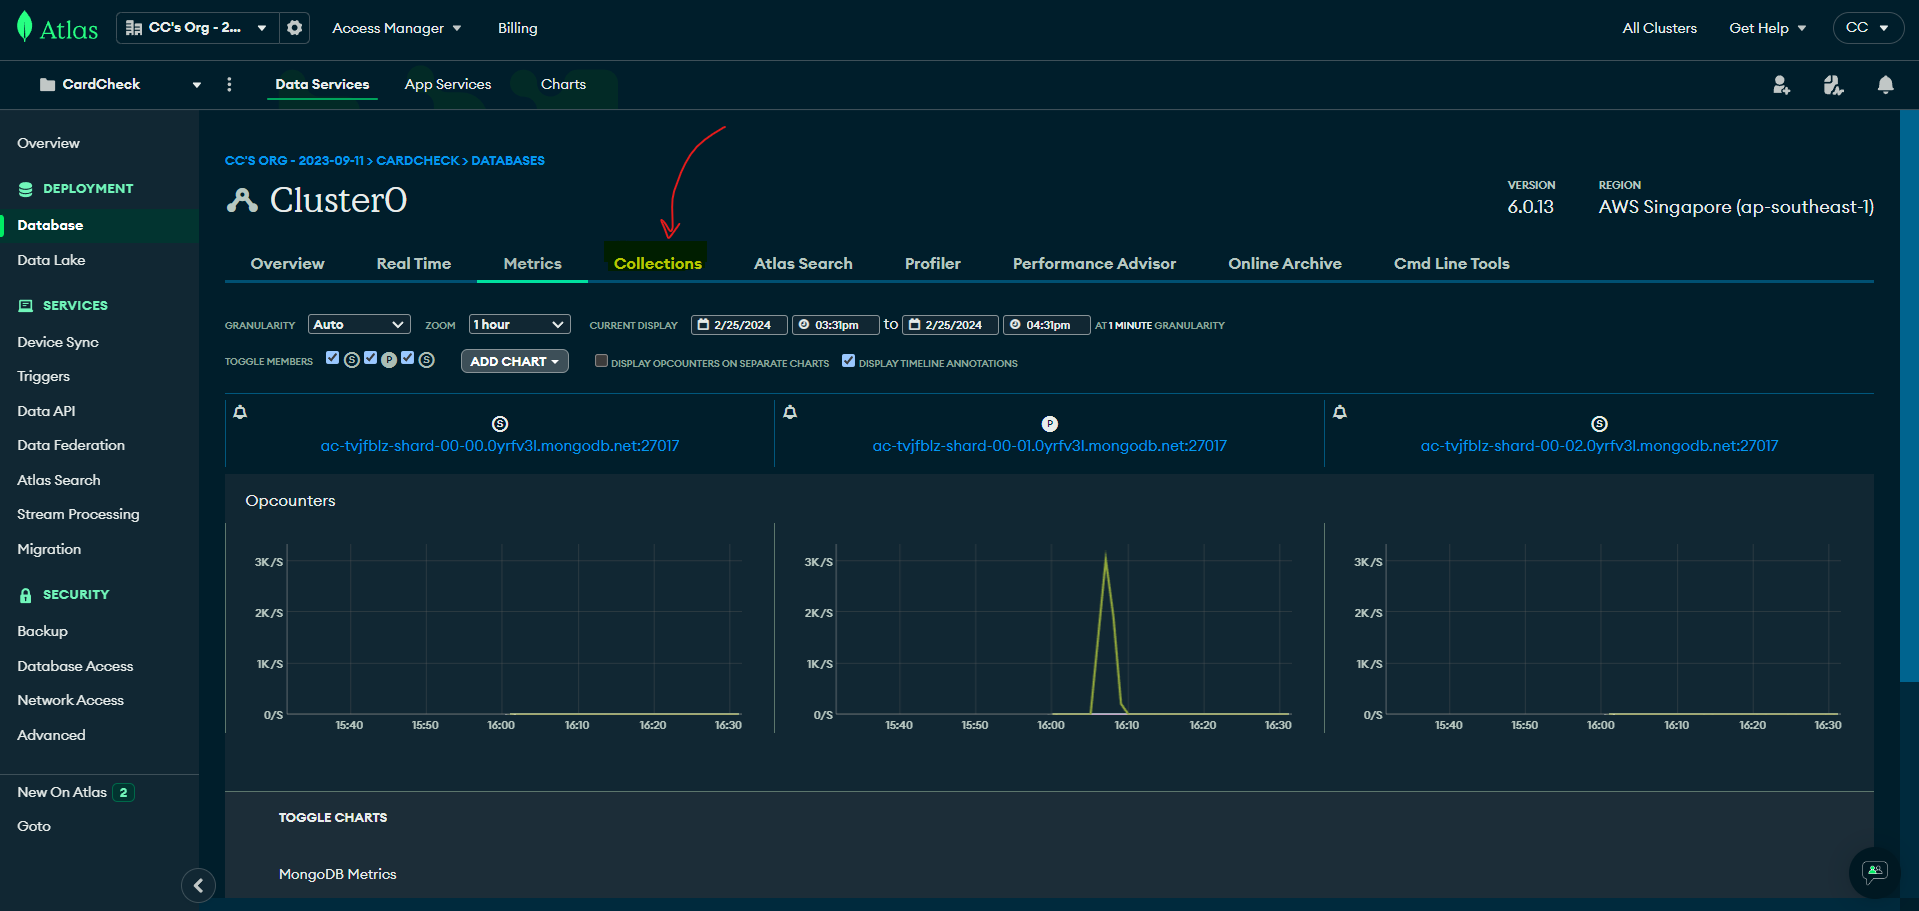 Atlas
CC's Org - 2...
Access Manager
Billing
All Clusters
Get Help
CC
CardCheck
Data Services
App Services
Charts
Overview
DEPLOYMENT
Database
Data Lake
SERVICES
Device Sync
Triggers
Data API
Data Federation
Atlas Search
Stream Processing
Migration
SECURITY
Backup
Database Access
Network Access
Advanced
New On Atlas 2
Goto
CC'S ORG - 2023-09-11 > CARDCHECK > DATABASES
Cluster0
VERSION
6.0.13
REGION
AWS Singapore (ap-southeast-1)
Overview
Real Time
Metrics
Collections
Atlas Search
Profiler
Performance Advisor
Online Archive
Cmd Line Tools
GRANULARITY Auto ZOOM 1 hour CURRENT DISPLAY 2/25/2024 03:31pm to 2/25/2024 04:31pm AT 1 MINUTE GRANULARITY
TOGGLE MEMBERS S P S ADD CHART DISPLAY OPCOUNTERS ON SEPARATE CHARTS DISPLAY TIMELINE ANNOTATIONS
S
ac-tvjfblz-shard-00-00.0yrfv3l.mongodb.net:27017
P
ac-tvjfblz-shard-00-01.0yrfv3l.mongodb.net:27017
S
ac-tvjfblz-shard-00-02.0yrfv3l.mongodb.net:27017
Opcounters
3K/S
2K/S
1K/S
0/S
15:40 15:50 16:00 16:10 16:20 16:30
3K/S
2K/S
1K/S
0/S
15:40 15:50 16:00 16:10 16:20 16:30
3K/S
2K/S
1K/S
0/S
15:40 15:50 16:00 16:10 16:20 16:30
TOGGLE CHARTS
MongoDB Metrics